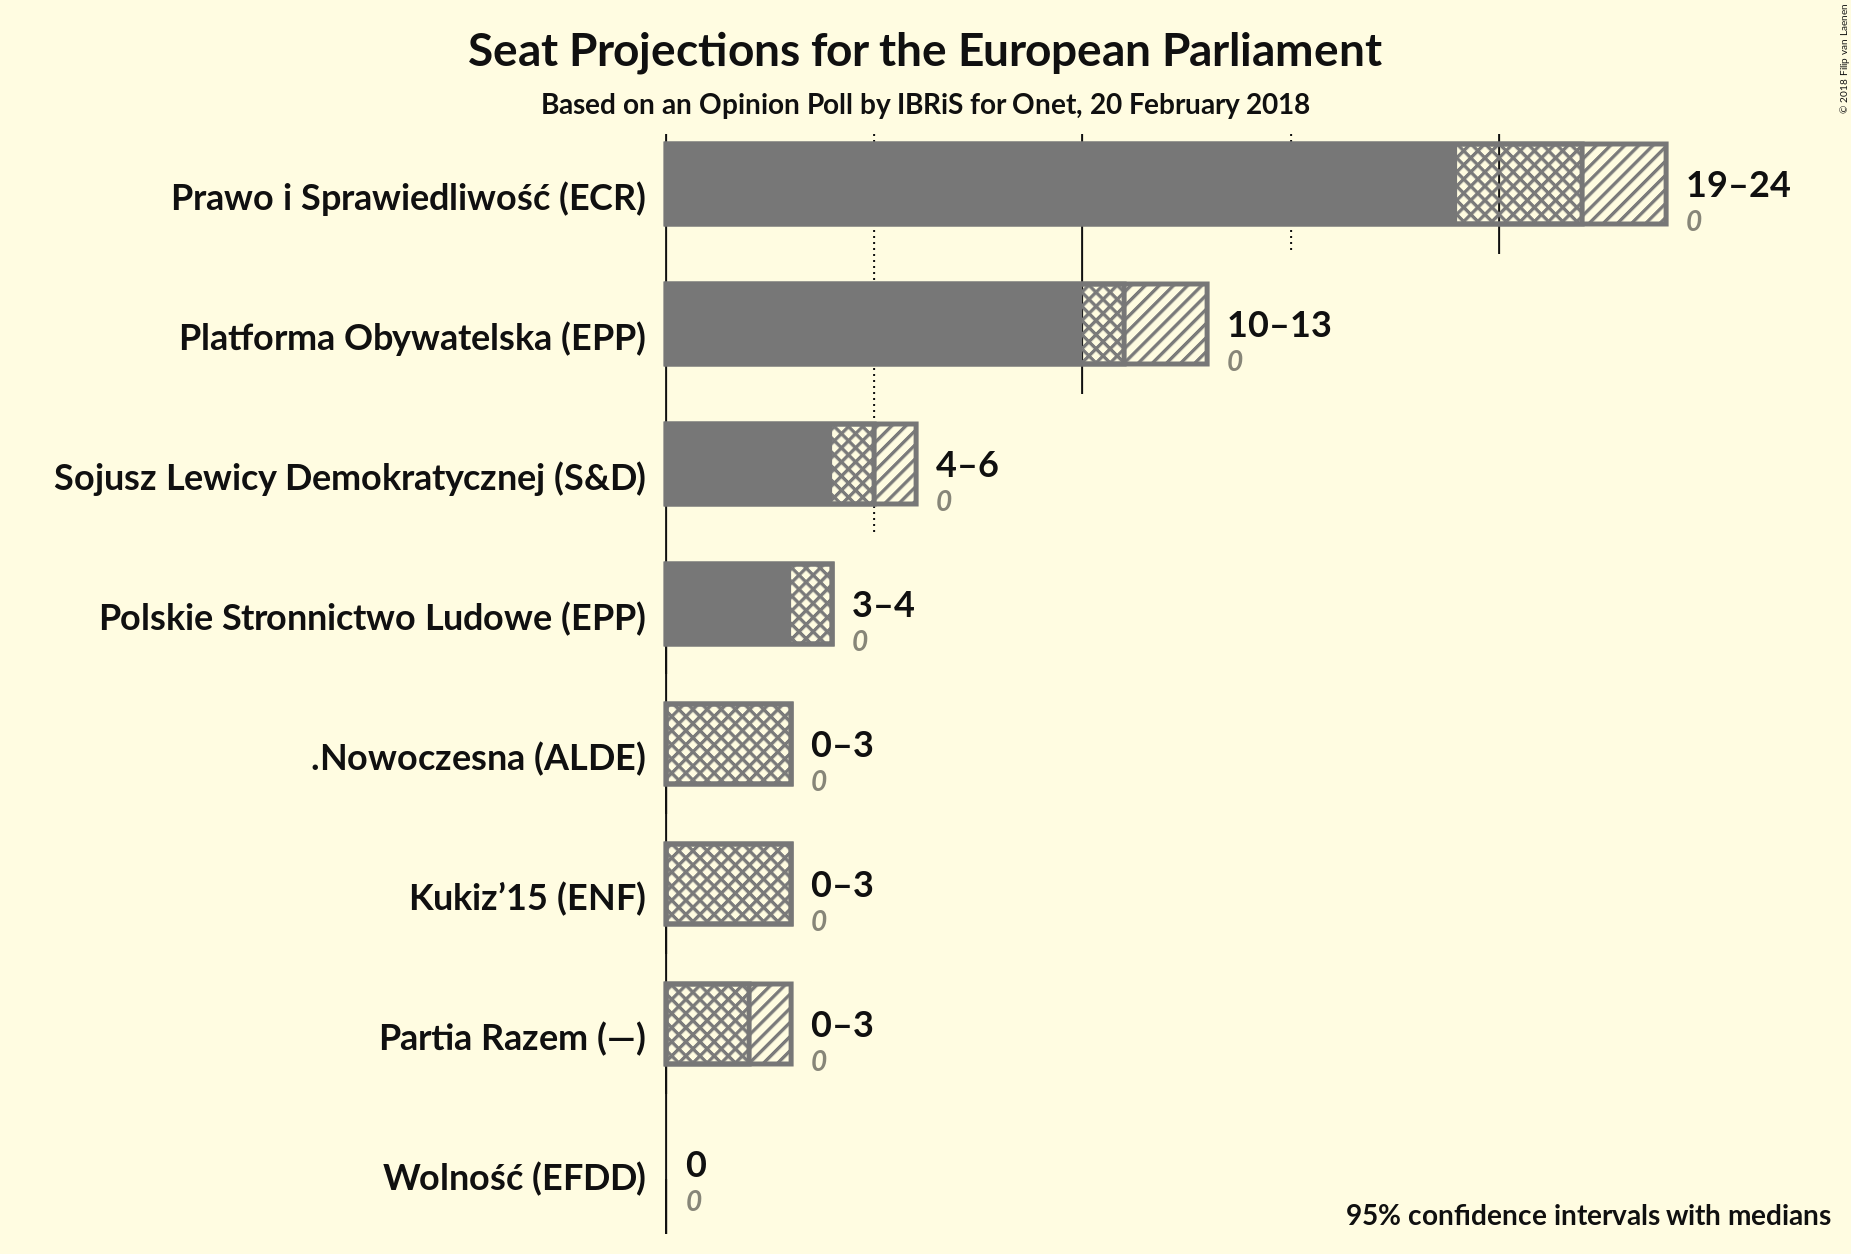 Seat Projections for the European Parliament
Based on an Opinion Poll by IBRiS for Onet, 20 February 2018
© 2018 Filip van Laenen
Prawo i Sprawiedliwość (ECR)
19–24
0
Platforma Obywatelska (EPP)
10–13
0
Sojusz Lewicy Demokratycznej (S&D)
4–6
0
Polskie Stronnictwo Ludowe (EPP)
3–4
0
.Nowoczesna (ALDE)
0–3
0
Kukiz’15 (ENF)
0–3
0
Partia Razem (—)
0–3
0
Wolność (EFDD)
0
0
95% confidence intervals with medians